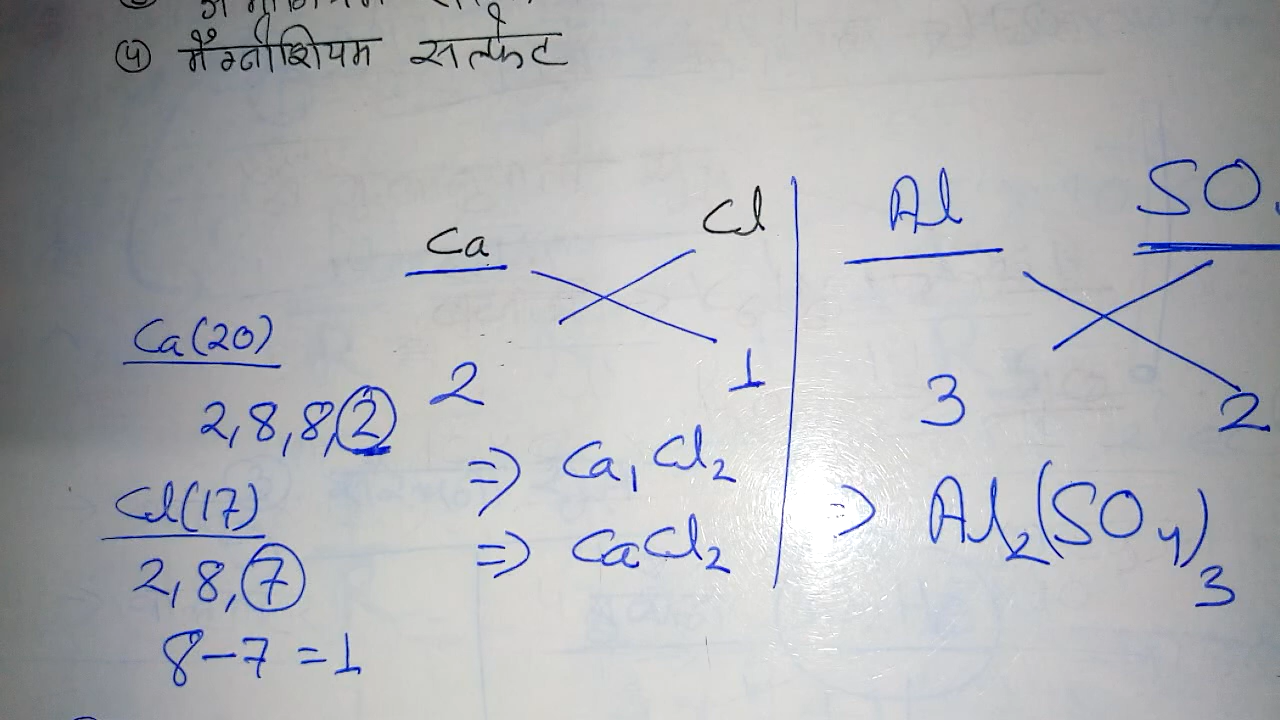 ④ मैग्नीशियम सल्फेट
Ca Cl
2 1
Ca(20)
2,8,8,2
Cl(17)
2,8,7
8-7=1
=> Ca₁Cl₂
=> CaCl₂
Al SO
3 2
=> Al₂(SO₄)₃